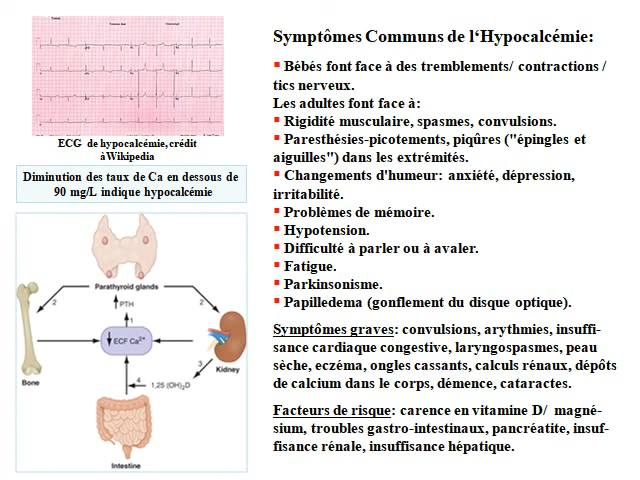 ECG de hypocalcémie, crédit
àWikipedia
Diminution des taux de Ca en dessous de
90 mg/L indique hypocalcémie
Parathyroid glands
PTH
2
1
2
ECF Ca2+
3
Bone
Kidney
4
1,25 (OH)2D
Intestine
Symptômes Communs de l‘Hypocalcémie:
▪ Bébés font face à des tremblements/ contractions /
tics nerveux.
Les adultes font face à:
▪ Rigidité musculaire, spasmes, convulsions.
▪ Paresthésies-picotements, piqûres ("épingles et
aiguilles") dans les extrémités.
▪ Changements d'humeur: anxiété, dépression,
irritabilité.
▪ Problèmes de mémoire.
▪ Hypotension.
▪ Difficulté à parler ou à avaler.
▪ Fatigue.
▪ Parkinsonisme.
▪ Papilledema (gonflement du disque optique).
Symptômes graves: convulsions, arythmies, insuffi-
sance cardiaque congestive, laryngospasmes, peau
sèche, eczéma, ongles cassants, calculs rénaux, dépôts
de calcium dans le corps, démence, cataractes.
Facteurs de risque: carence en vitamine D/ magné-
sium, troubles gastro-intestinaux, pancréatite, insuf-
fisance rénale, insuffisance hépatique.